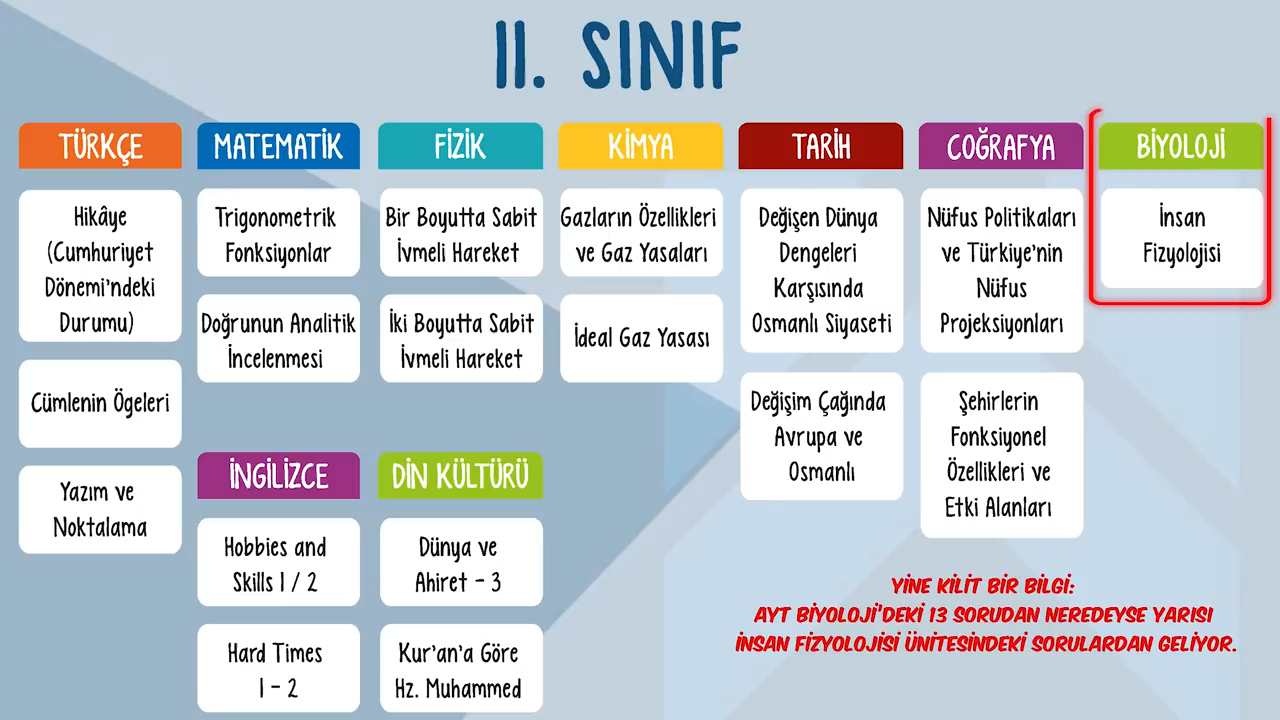 11. SINIF
TÜRKÇE
Hikâye
(Cumhuriyet
Dönemi'ndeki
Durumu)
Cümlenin Ögeleri
Yazım ve
Noktalama
MATEMATİK
Trigonometrik
Fonksiyonlar
Doğrunun Analitik
İncelenmesi
FİZİK
Bir Boyutta Sabit
İvmeli Hareket
İki Boyutta Sabit
İvmeli Hareket
KİMYA
Gazların Özellikleri
ve Gaz Yasaları
İdeal Gaz Yasası
TARİH
Değişen Dünya
Dengeleri
Karşısında
Osmanlı Siyaseti
Değişim Çağında
Avrupa ve
Osmanlı
COĞRAFYA
Nüfus Politikaları
ve Türkiye'nin
Nüfus
Projeksiyonları
Şehirlerin
Fonksiyonel
Özellikleri ve
Etki Alanları
BİYOLOJİ
İnsan
Fizyolojisi
İNGİLİZCE
Hobbies and
Skills 1 / 2
Hard Times
1 - 2
DİN KÜLTÜRÜ
Dünya ve
Ahiret - 3
Kur'an'a Göre
Hz. Muhammed
YİNE KİLİT BİR BİLGİ:
AYT BİYOLOJİ'DEKİ 13 SORUDAN NEREDEYSE YARISI
İNSAN FİZYOLOJİSİ ÜNİTESİNDEKİ SORULARDAN GELİYOR.